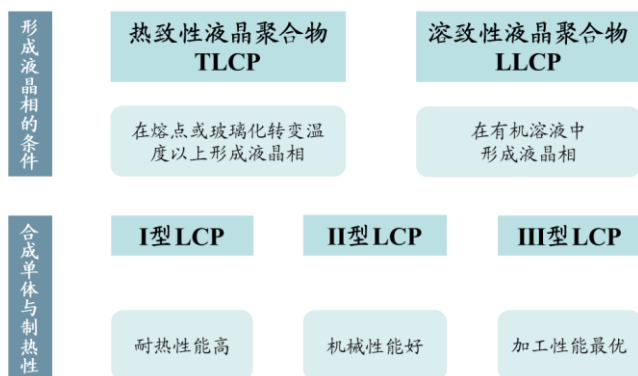 形成液晶相的条件
热致性液晶聚合物
TLCP
溶致性液晶聚合物
LLCP
在熔点或玻璃化转变温
度以上形成液晶相
在有机溶液中
形成液晶相
合成单体与制热性
I型LCP
II型LCP
III型LCP
耐热性能高
机械性能好
加工性能最优